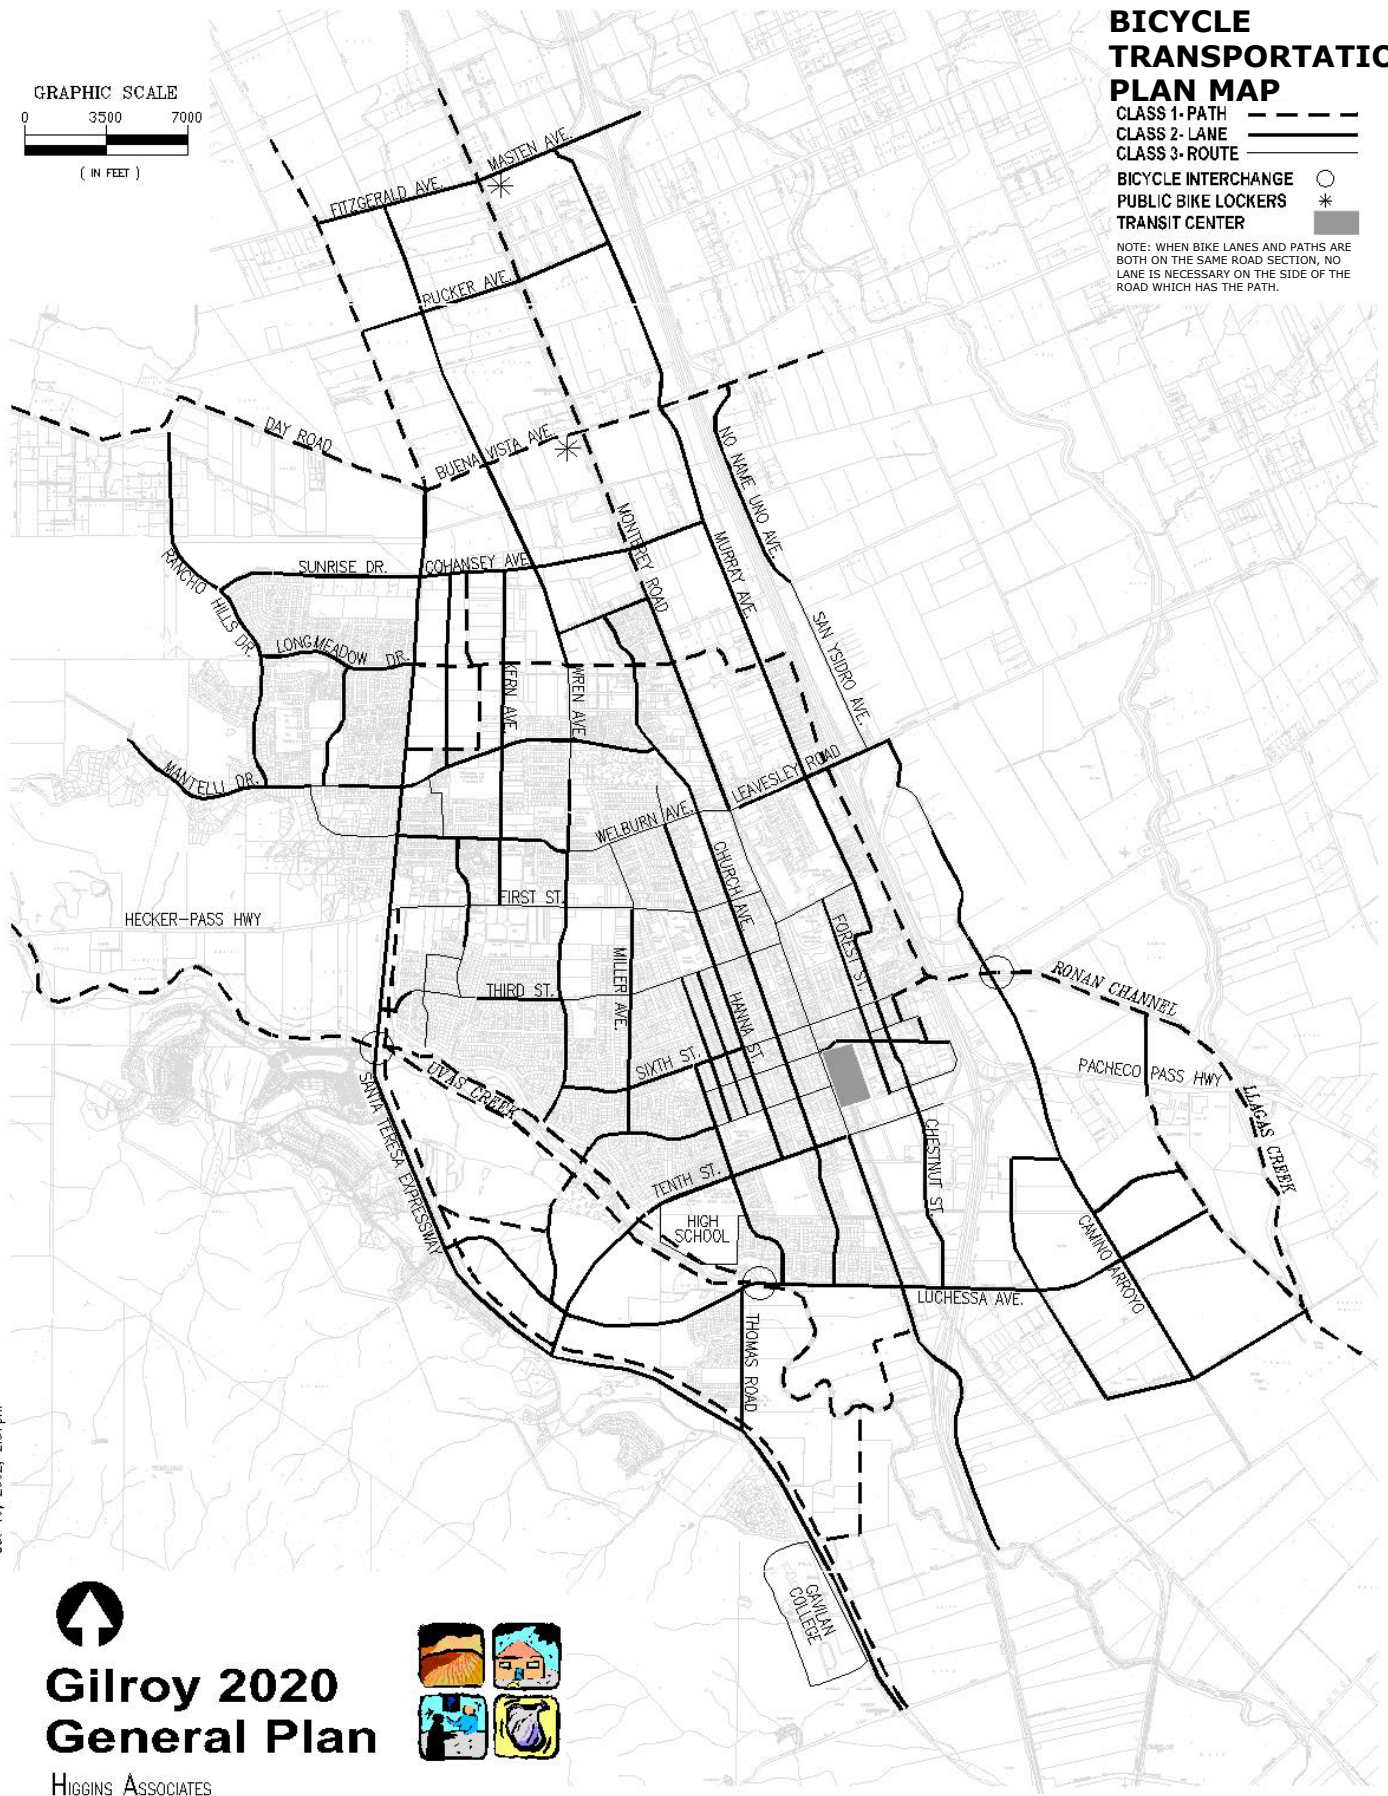 BICYCLE
TRANSPORTATIO
PLAN MAP
GRAPHIC SCALE
0 3500 7000
( IN FEET )
CLASS 1- PATH
CLASS 2- LANE
CLASS 3- ROUTE
BICYCLE INTERCHANGE
PUBLIC BIKE LOCKERS
TRANSIT CENTER
NOTE: WHEN BIKE LANES AND PATHS ARE
BOTH ON THE SAME ROAD SECTION, NO
LANE IS NECESSARY ON THE SIDE OF THE
ROAD WHICH HAS THE PATH.
MASTEN AVE.
FITZGERALD AVE.
RUCKER AVE.
DAY ROAD
BUENA VISTA AVE.
NO NAME UNO AVE.
MONTEREY ROAD
MURRAY AVE.
RANCHO HILLS DR.
SUNRISE DR.
COHANSEY AVE.
SAN YSIDRO AVE.
LONGMEADOW DR.
KERN AVE.
WREN AVE.
MANTELLI DR.
LEAVESLEY ROAD
WELBURN AVE.
CHURCH AVE.
FIRST ST.
HECKER-PASS HWY
FOREST ST.
MILLER AVE.
THIRD ST.
HANNA ST.
RONAN CHANNEL
SIXTH ST.
PACHECO PASS HWY
UVAS CREEK
SANTA TERESA EXPRESSWAY
LLAGAS CREEK
CHESTNUT ST.
TENTH ST.
HIGH
SCHOOL
CAMINO ARROYO
LUCHESSA AVE.
THOMAS ROAD
GAVILAN
COLLEGE
Gilroy 2020
General Plan
HIGGINS ASSOCIATES